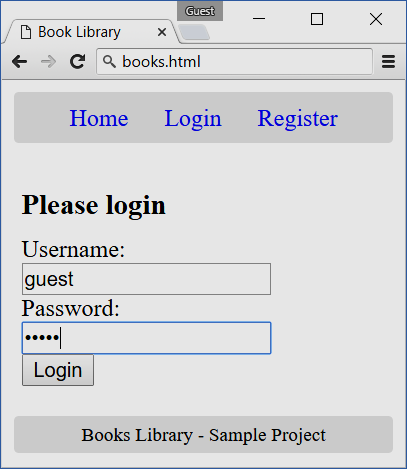 Guest
Book Library
books.html
Home Login Register
Please login
Username:
guest
Password:
•••••
Login
Books Library - Sample Project